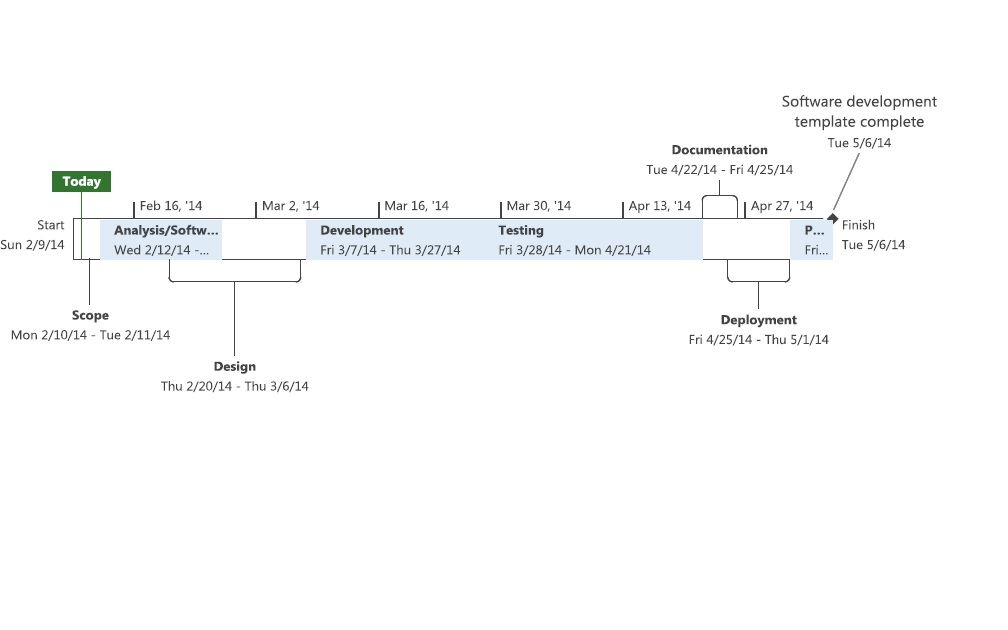 Software development
template complete
Tue 5/6/14
Documentation
Tue 4/22/14 - Fri 4/25/14
Today
Feb 16, '14
Mar 2, '14
Mar 16, '14
Mar 30, '14
Apr 13, '14
Apr 27, '14
Start
Sun 2/9/14
Analysis/Softw...
Wed 2/12/14 -...
Development
Fri 3/7/14 - Thu 3/27/14
Testing
Fri 3/28/14 - Mon 4/21/14
P...
Fri...
Finish
Tue 5/6/14
Scope
Mon 2/10/14 - Tue 2/11/14
Deployment
Fri 4/25/14 - Thu 5/1/14
Design
Thu 2/20/14 - Thu 3/6/14